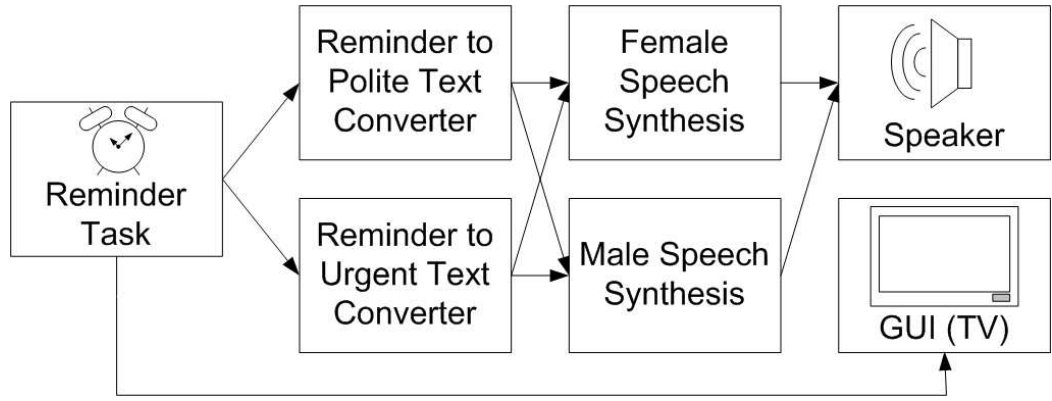 Reminder
Task
Reminder to
Polite Text
Converter
Reminder to
Urgent Text
Converter
Female
Speech
Synthesis
Male Speech
Synthesis
Speaker
GUI (TV)